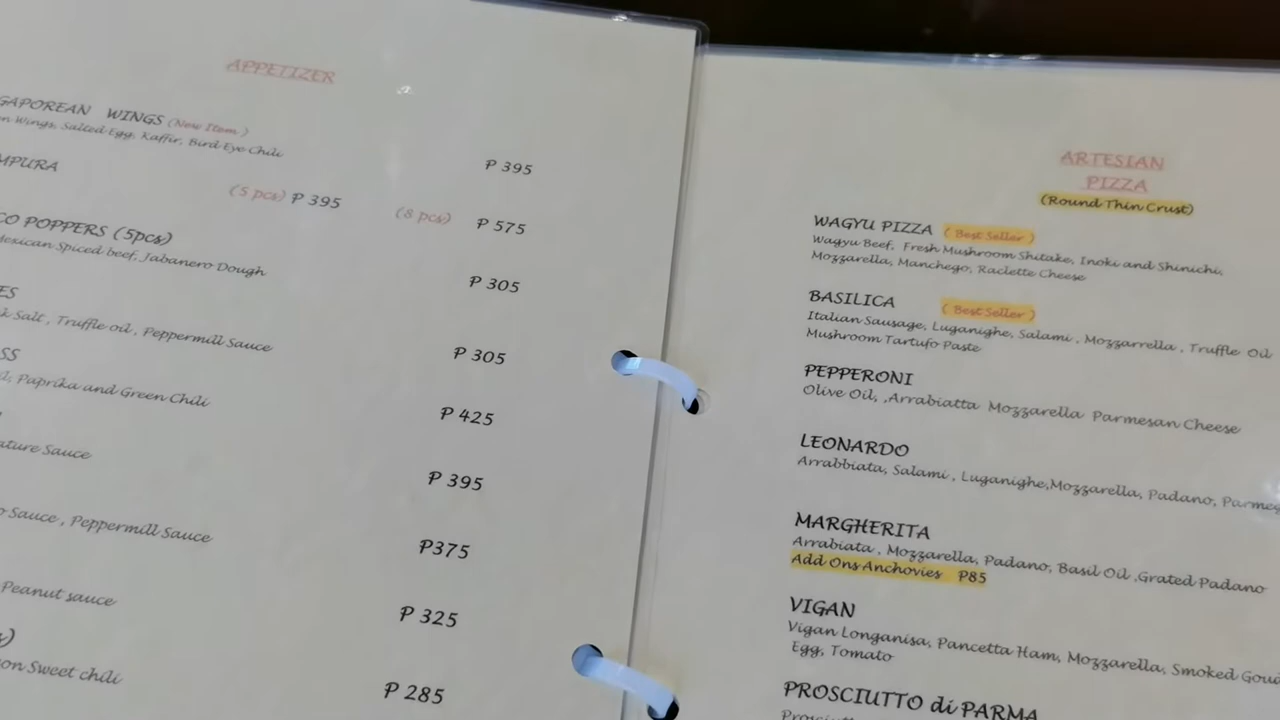 APPETIZER
GAPOREAN WINGS (New Item)
n Wings, Salted Egg, Kaffir, Bird Eye Chili
₱ 395
MPURA
(5 pcs) ₱ 395 (8 pcs) ₱ 575
CO POPPERS (5pcs)
Mexican Spiced beef, Jabanero Dough
₱ 305
ES
k Salt , Truffle oil , Peppermill Sauce
₱ 305
SS
il, Paprika and Green Chili
₱ 425
ature Sauce
₱ 395
o Sauce , Peppermill Sauce
₱375
Peanut sauce
₱ 325
s)
on Sweet chili
₱ 285
ARTESIAN
PIZZA
(Round Thin Crust)
WAGYU PIZZA ( Best Seller )
Wagyu Beef, Fresh Mushroom Shitake, Inoki and Shinichi,
Mozzarella, Manchego, Raclette Cheese
BASILICA ( Best Seller )
Italian Sausage, Luganighe, Salami , Mozzarrella , Truffle Oil
Mushroom Tartufo Paste
PEPPERONI
Olive Oil, ,Arrabiatta Mozzarella Parmesan Cheese
LEONARDO
Arrabbiata, Salami , Luganighe,Mozzarella, Padano, Parmes
MARGHERITA
Arrabiata , Mozzarella, Padano, Basil Oil ,Grated Padano
Add Ons Anchovies ₱85
VIGAN
Vigan Longanisa, Pancetta Ham, Mozzarella, Smoked Goud
Egg, Tomato
PROSCIUTTO di PARMA